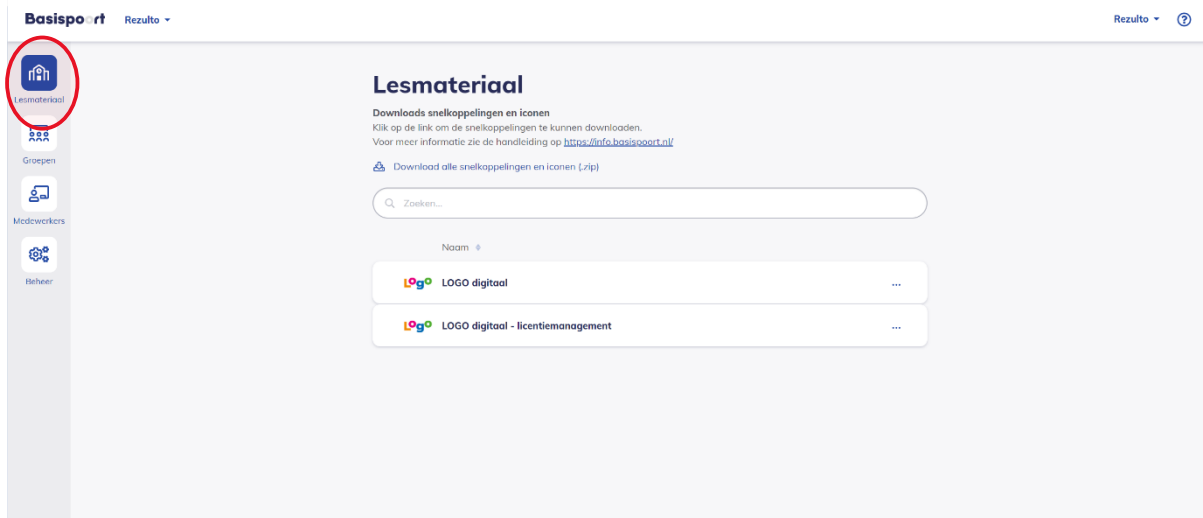 Basispoort
Rezulto
Rezulto
Lesmateriaal
Groepen
Medewerkers
Beheer
Lesmateriaal
Downloads snelkoppelingen en iconen
Klik op de link om de snelkoppelingen te kunnen downloaden.
Voor meer informatie zie de handleiding op https://info.basispoort.nl/
Download alle snelkoppelingen en iconen (.zip)
Zoeken...
Naam
Logo LOGO digitaal ...
Logo LOGO digitaal - licentiemanagement ...